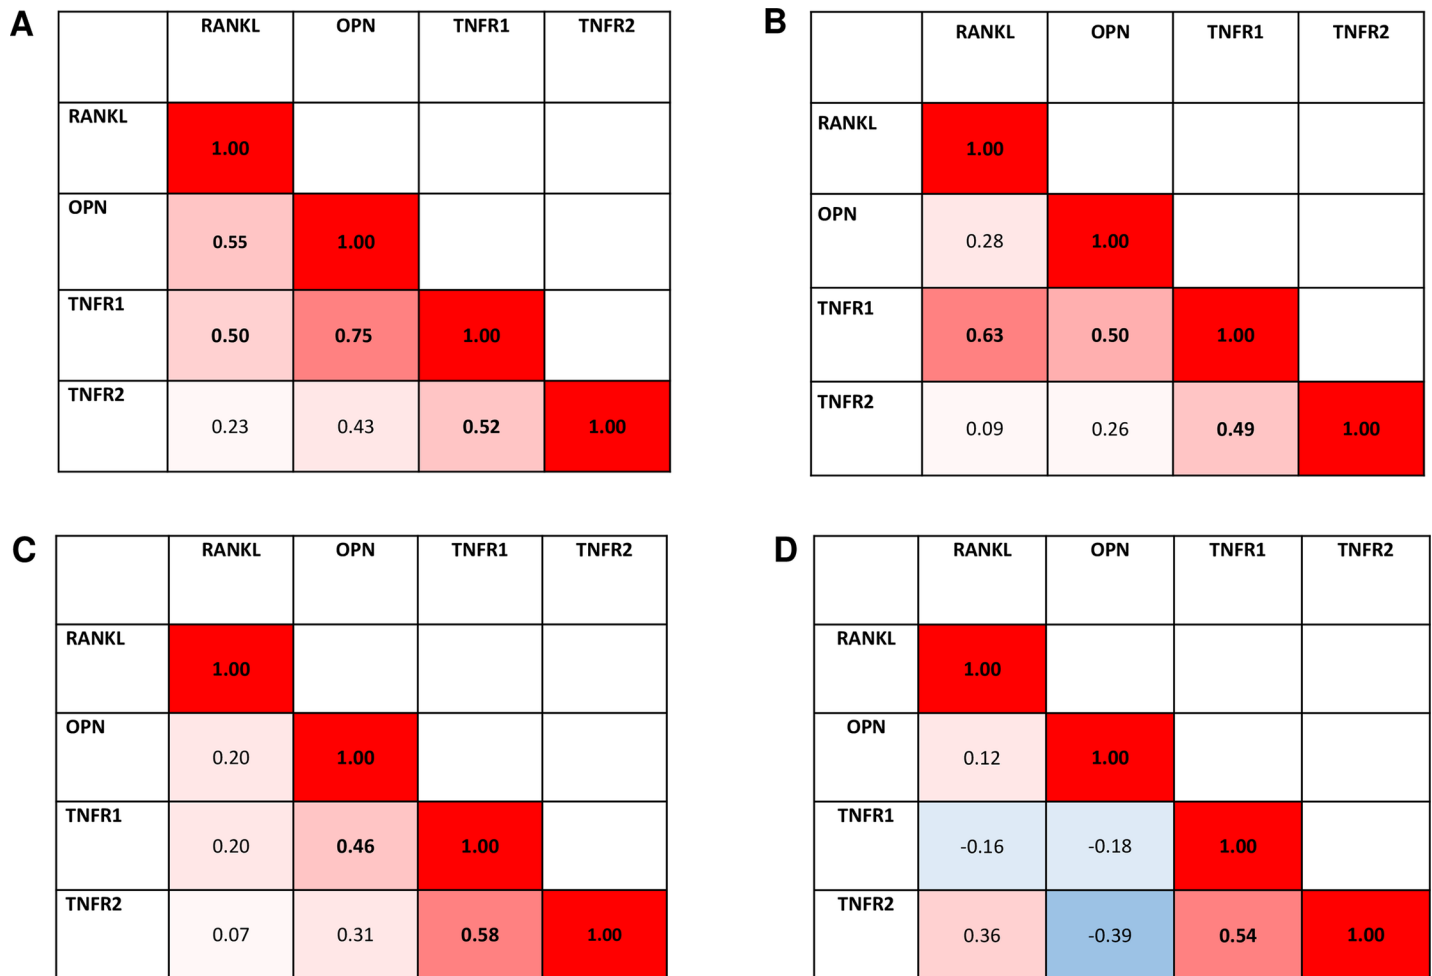 A
RANKL OPN TNFR1 TNFR2
RANKL 1.00
OPN 0.55 1.00
TNFR1 0.50 0.75 1.00
TNFR2 0.23 0.43 0.52 1.00
B
RANKL OPN TNFR1 TNFR2
RANKL 1.00
OPN 0.28 1.00
TNFR1 0.63 0.50 1.00
TNFR2 0.09 0.26 0.49 1.00
C
RANKL OPN TNFR1 TNFR2
RANKL 1.00
OPN 0.20 1.00
TNFR1 0.20 0.46 1.00
TNFR2 0.07 0.31 0.58 1.00
D
RANKL OPN TNFR1 TNFR2
RANKL 1.00
OPN 0.12 1.00
TNFR1 -0.16 -0.18 1.00
TNFR2 0.36 -0.39 0.54 1.00